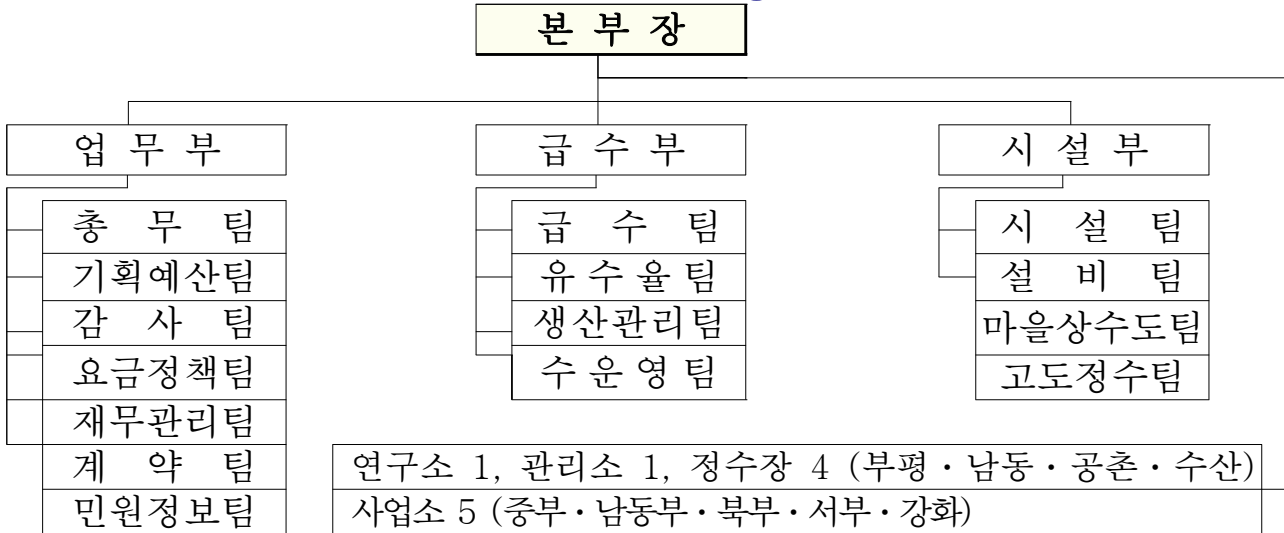 본 부 장
업 무 부
급 수 부
시 설 부
총 무 팀
기획예산팀
감 사 팀
요금정책팀
재무관리팀
계 약 팀
민원정보팀
급 수 팀
유 수 율 팀
생산관리팀
수 운 영 팀
시 설 팀
설 비 팀
마을상수도팀
고도정수팀
연구소 1, 관리소 1, 정수장 4 (부평・남동・공촌・수산)
사업소 5 (중부・남동부・북부・서부・강화)